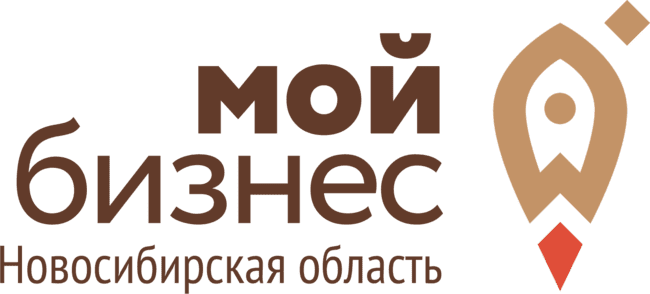 мой
бизнес
Новосибирская область